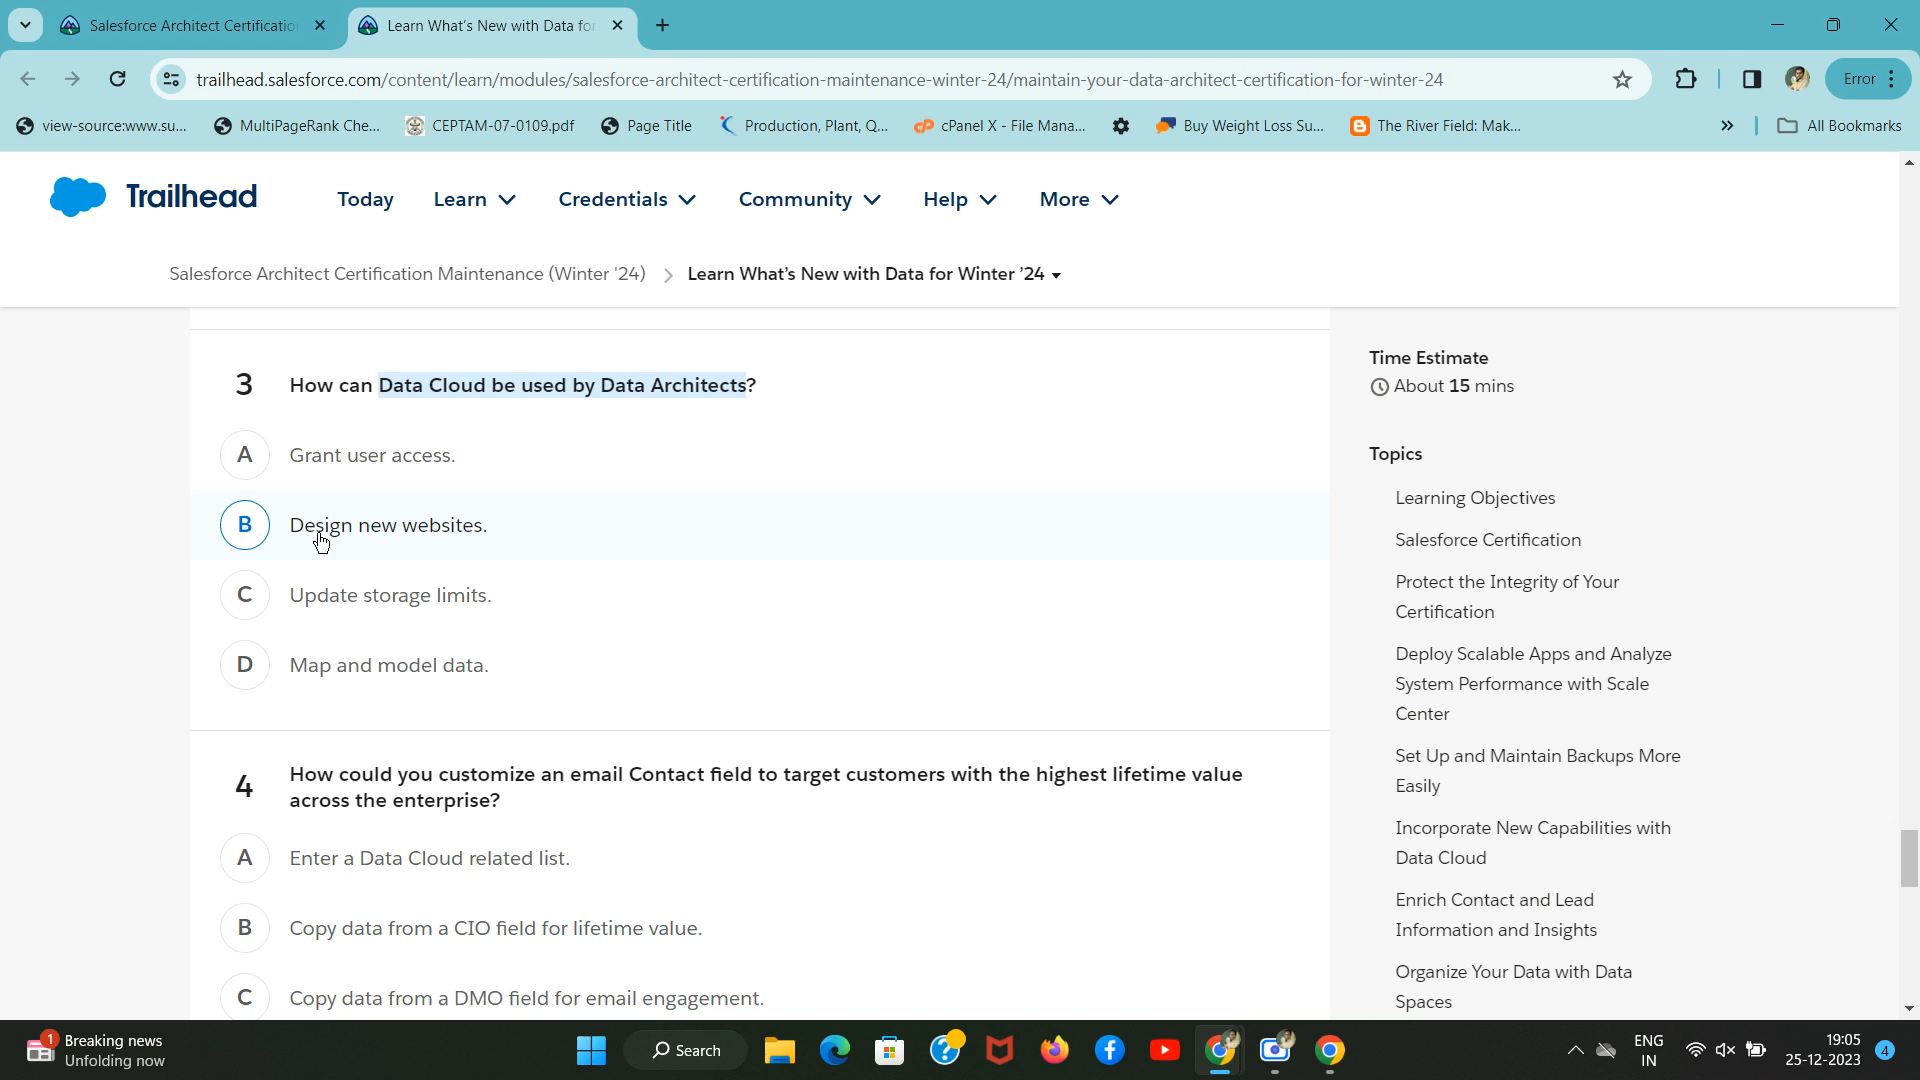 Salesforce Architect Certificatio
Learn What's New with Data fo
trailhead.salesforce.com/content/learn/modules/salesforce-architect-certification-maintenance-winter-24/maintain-your-data-architect-certification-for-winter-24
Error
view-source:www.su...
MultiPageRank Che...
CEPTAM-07-0109.pdf
Page Title
Production, Plant, Q...
cPanel X - File Mana...
Buy Weight Loss Su...
The River Field: Mak...
All Bookmarks
Trailhead
Today
Learn
Credentials
Community
Help
More
Salesforce Architect Certification Maintenance (Winter '24)
Learn What's New with Data for Winter '24
3 How can Data Cloud be used by Data Architects?
A Grant user access.
B Design new websites.
C Update storage limits.
D Map and model data.
4 How could you customize an email Contact field to target customers with the highest lifetime value
across the enterprise?
A Enter a Data Cloud related list.
B Copy data from a CIO field for lifetime value.
C Copy data from a DMO field for email engagement.
Time Estimate
About 15 mins
Topics
Learning Objectives
Salesforce Certification
Protect the Integrity of Your
Certification
Deploy Scalable Apps and Analyze
System Performance with Scale
Center
Set Up and Maintain Backups More
Easily
Incorporate New Capabilities with
Data Cloud
Enrich Contact and Lead
Information and Insights
Organize Your Data with Data
Spaces
1
Breaking news
Unfolding now
Search
ENG
IN
19:05
25-12-2023
4